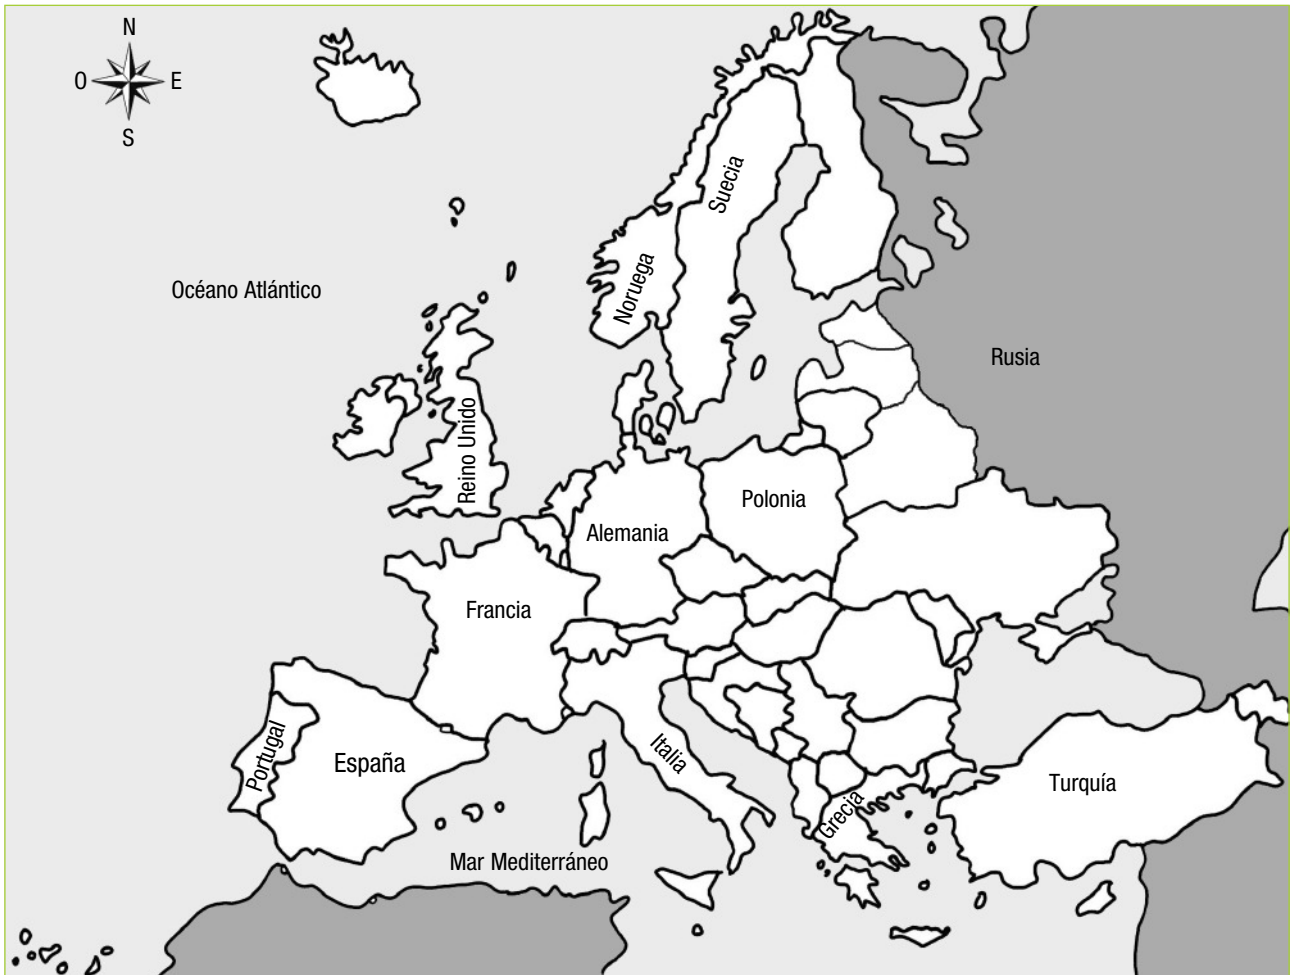 N
O
E
S
Océano Atlántico
Suecia
Noruega
Rusia
Reino Unido
Polonia
Alemania
Francia
Portugal
España
Italia
Grecia
Turquía
Mar Mediterráneo